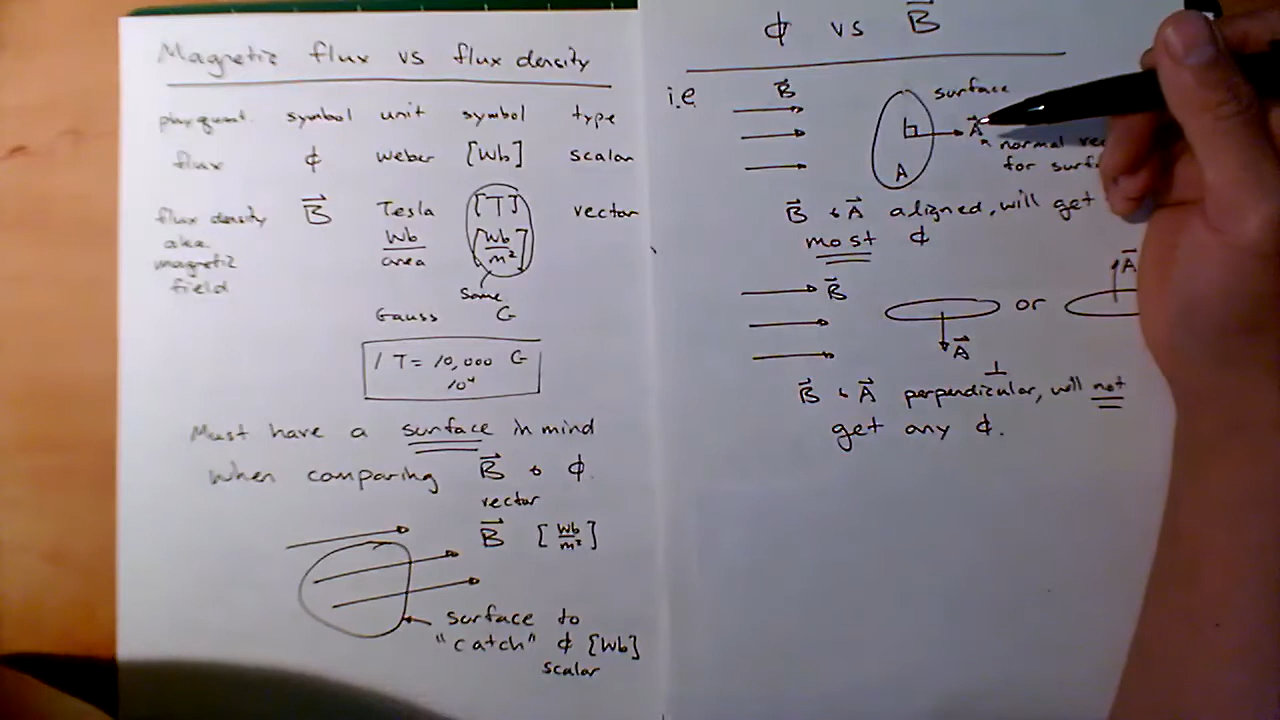 Magnetic flux vs flux density
phys quant. symbol unit symbol type
flux ϕ Weber [Wb] scalar
flux density B⃗ Tesla [T] vector
aka Wb/area [Wb/m²]
magnetic
field
Same
Gauss G
1 T = 10,000 G
10⁴
Must have a surface in mind
when comparing B⃗ & ϕ.
vector
B⃗ [Wb/m²]
surface to
"catch" ϕ [Wb]
scalar
ϕ vs B⃗
i.e
B⃗
surface
A⃗
A
normal
for
B⃗ & A⃗ aligned, will get
most ϕ
B⃗
or
A⃗
A⃗
⊥
B⃗ & A⃗ perpendicular, will not
get any ϕ.